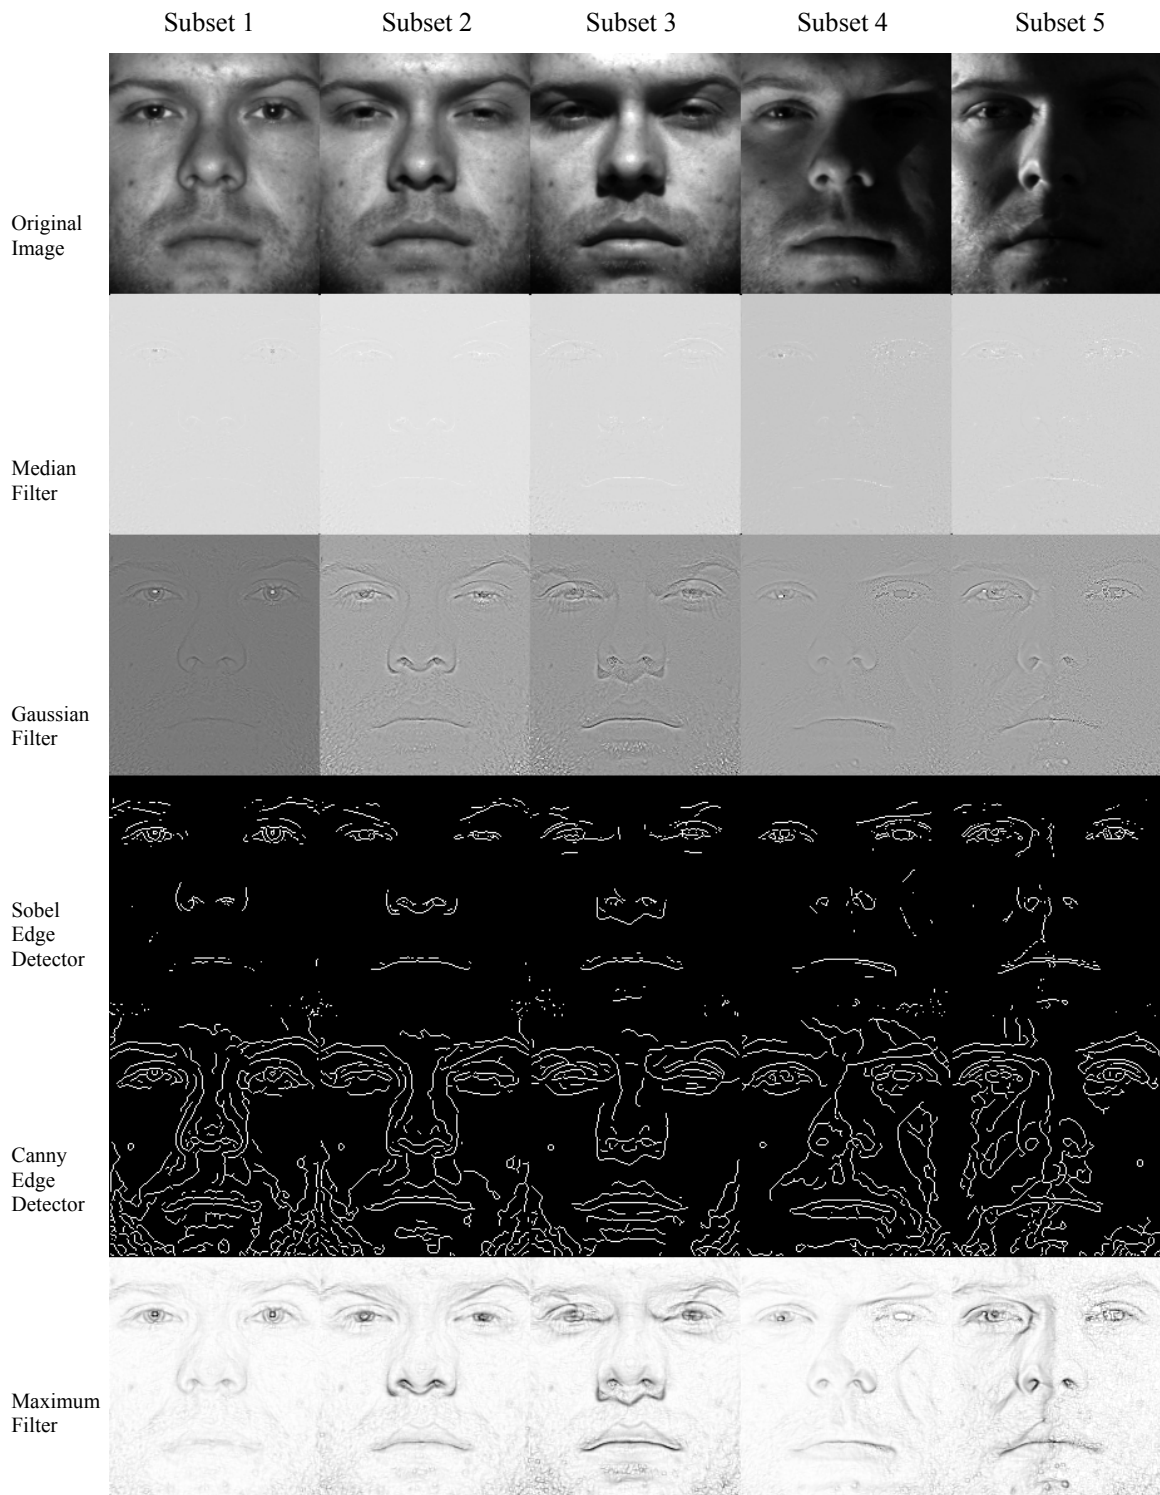 Subset 1 Subset 2 Subset 3 Subset 4 Subset 5
Original
Image
Median
Filter
Gaussian
Filter
Sobel
Edge
Detector
Canny
Edge
Detector
Maximum
Filter